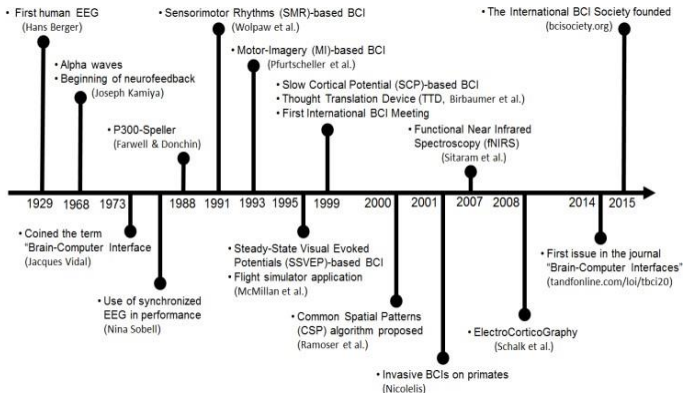 • First human EEG
(Hans Berger)
• Sensorimotor Rhythms (SMR)-based BCI
(Wolpaw et al.)
• The International BCI Society founded
(bcisociety.org)
• Motor-Imagery (MI)-based BCI
(Pfurtscheller et al.)
• Alpha waves
• Beginning of neurofeedback
(Joseph Kamiya)
• Slow Cortical Potential (SCP)-based BCI
• Thought Translation Device (TTD, Birbaumer et al.)
• First International BCI Meeting
• P300-Speller
(Farwell & Donchin)
• Functional Near Infrared
Spectroscopy (fNIRS)
(Sitaram et al.)
1929 1968 1973 1988 1991 1993 1995 1999 2000 2001 2007 2008 2014 2015
• Coined the term
"Brain-Computer Interface
(Jacques Vidal)
• Steady-State Visual Evoked
Potentials (SSVEP)-based BCI
• Flight simulator application
(McMillan et al.)
• First issue in the journal
"Brain-Computer Interfaces"
(tandfonline.com/loi/tbci20)
• Use of synchronized
EEG in performance
(Nina Sobell)
• Common Spatial Patterns
(CSP) algorithm proposed
(Ramoser et al.)
• ElectroCorticoGraphy
(Schalk et al.)
• Invasive BCIs on primates
(Nicolelis)